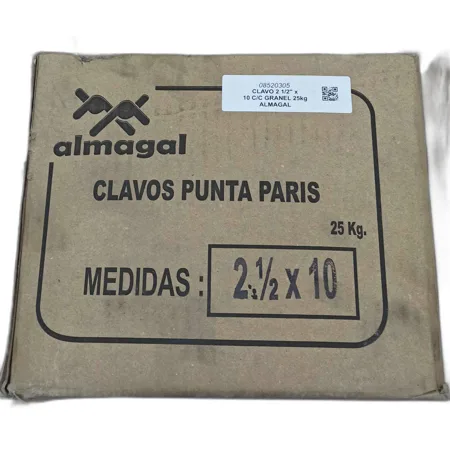 08520305
CLAVO 2.1/2" x
10 C/C GRANEL 25kg
ALMAGAL
almagal
CLAVOS PUNTA PARIS
25 Kg.
MEDIDAS : 2.½ x 10